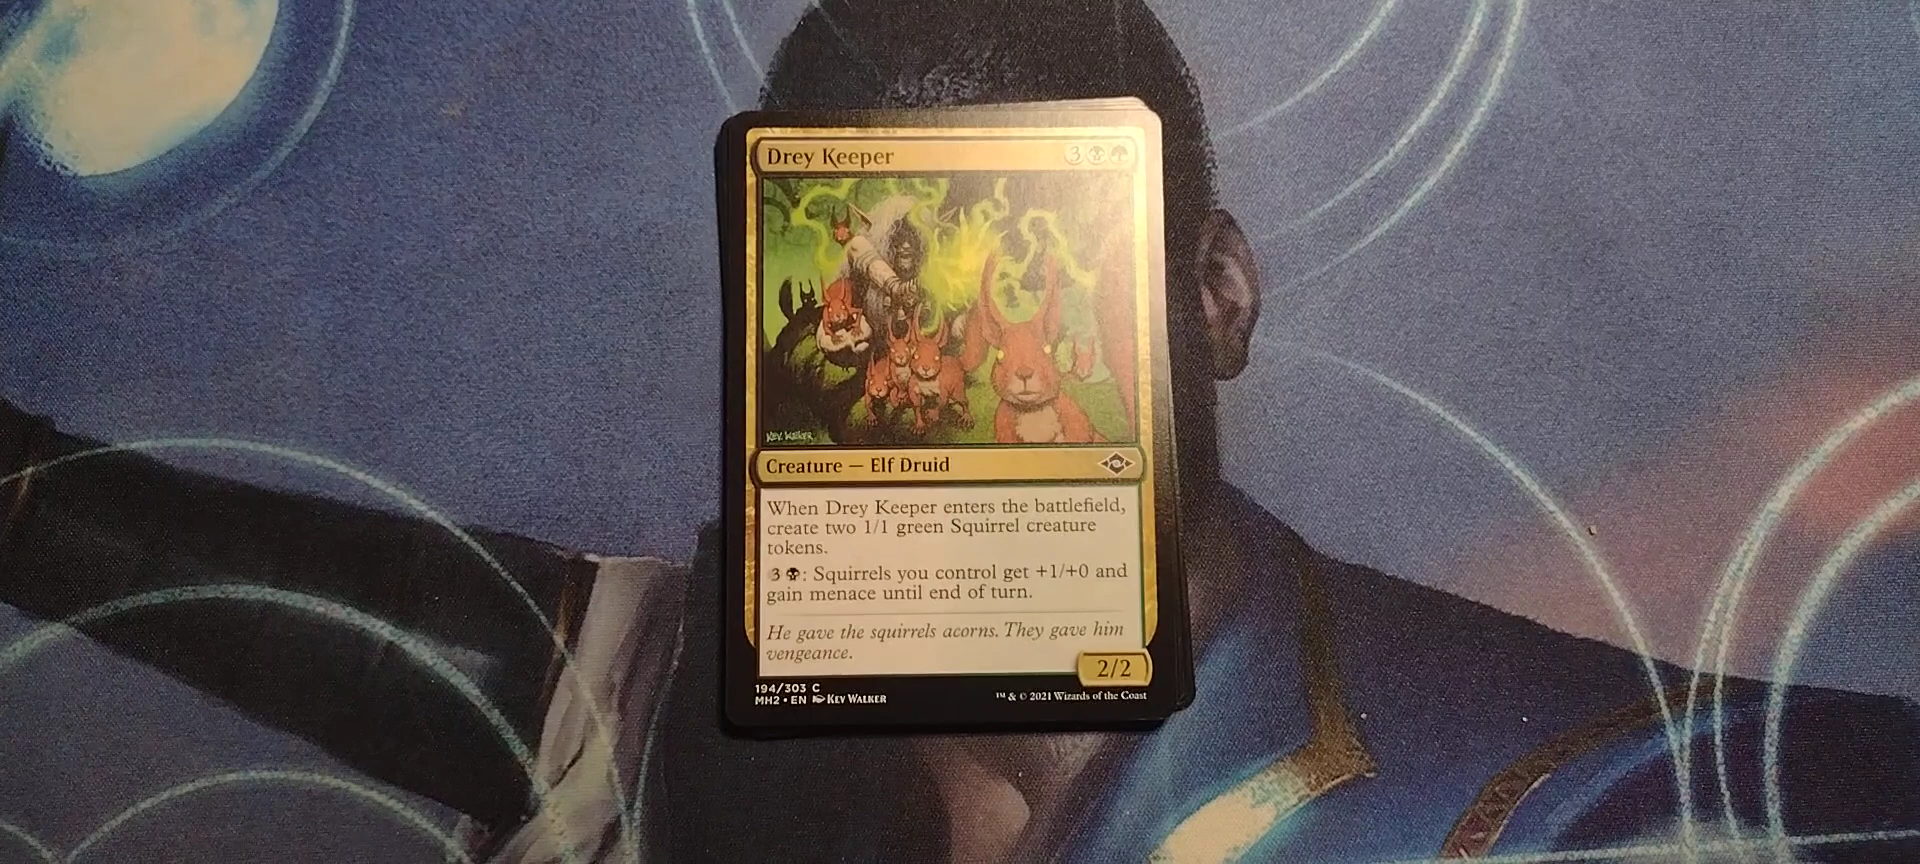 Drey Keeper 3
KEV WALKER
Creature — Elf Druid
When Drey Keeper enters the battlefield,
create two 1/1 green Squirrel creature
tokens.
3 : Squirrels you control get +1/+0 and
gain menace until end of turn.
He gave the squirrels acorns. They gave him
vengeance.
2/2
194/303 C
MH2 • EN KEV WALKER
™ & © 2021 Wizards of the Coast